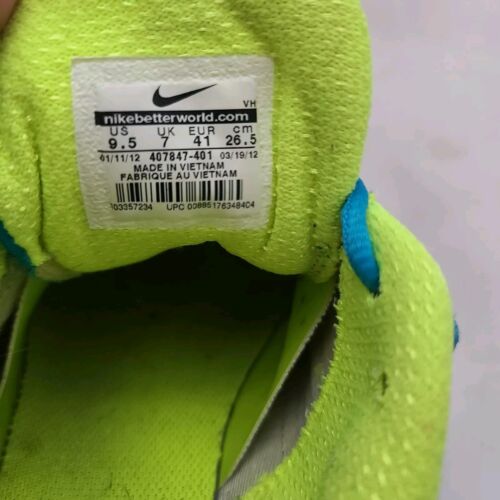 VH
nikebetterworld.com
US UK EUR cm
9.5 7 41 26.5
01/11/12 407847-401 03/19/12
MADE IN VIETNAM
FABRIQUE AU VIETNAM
103357234 UPC 00885176348404